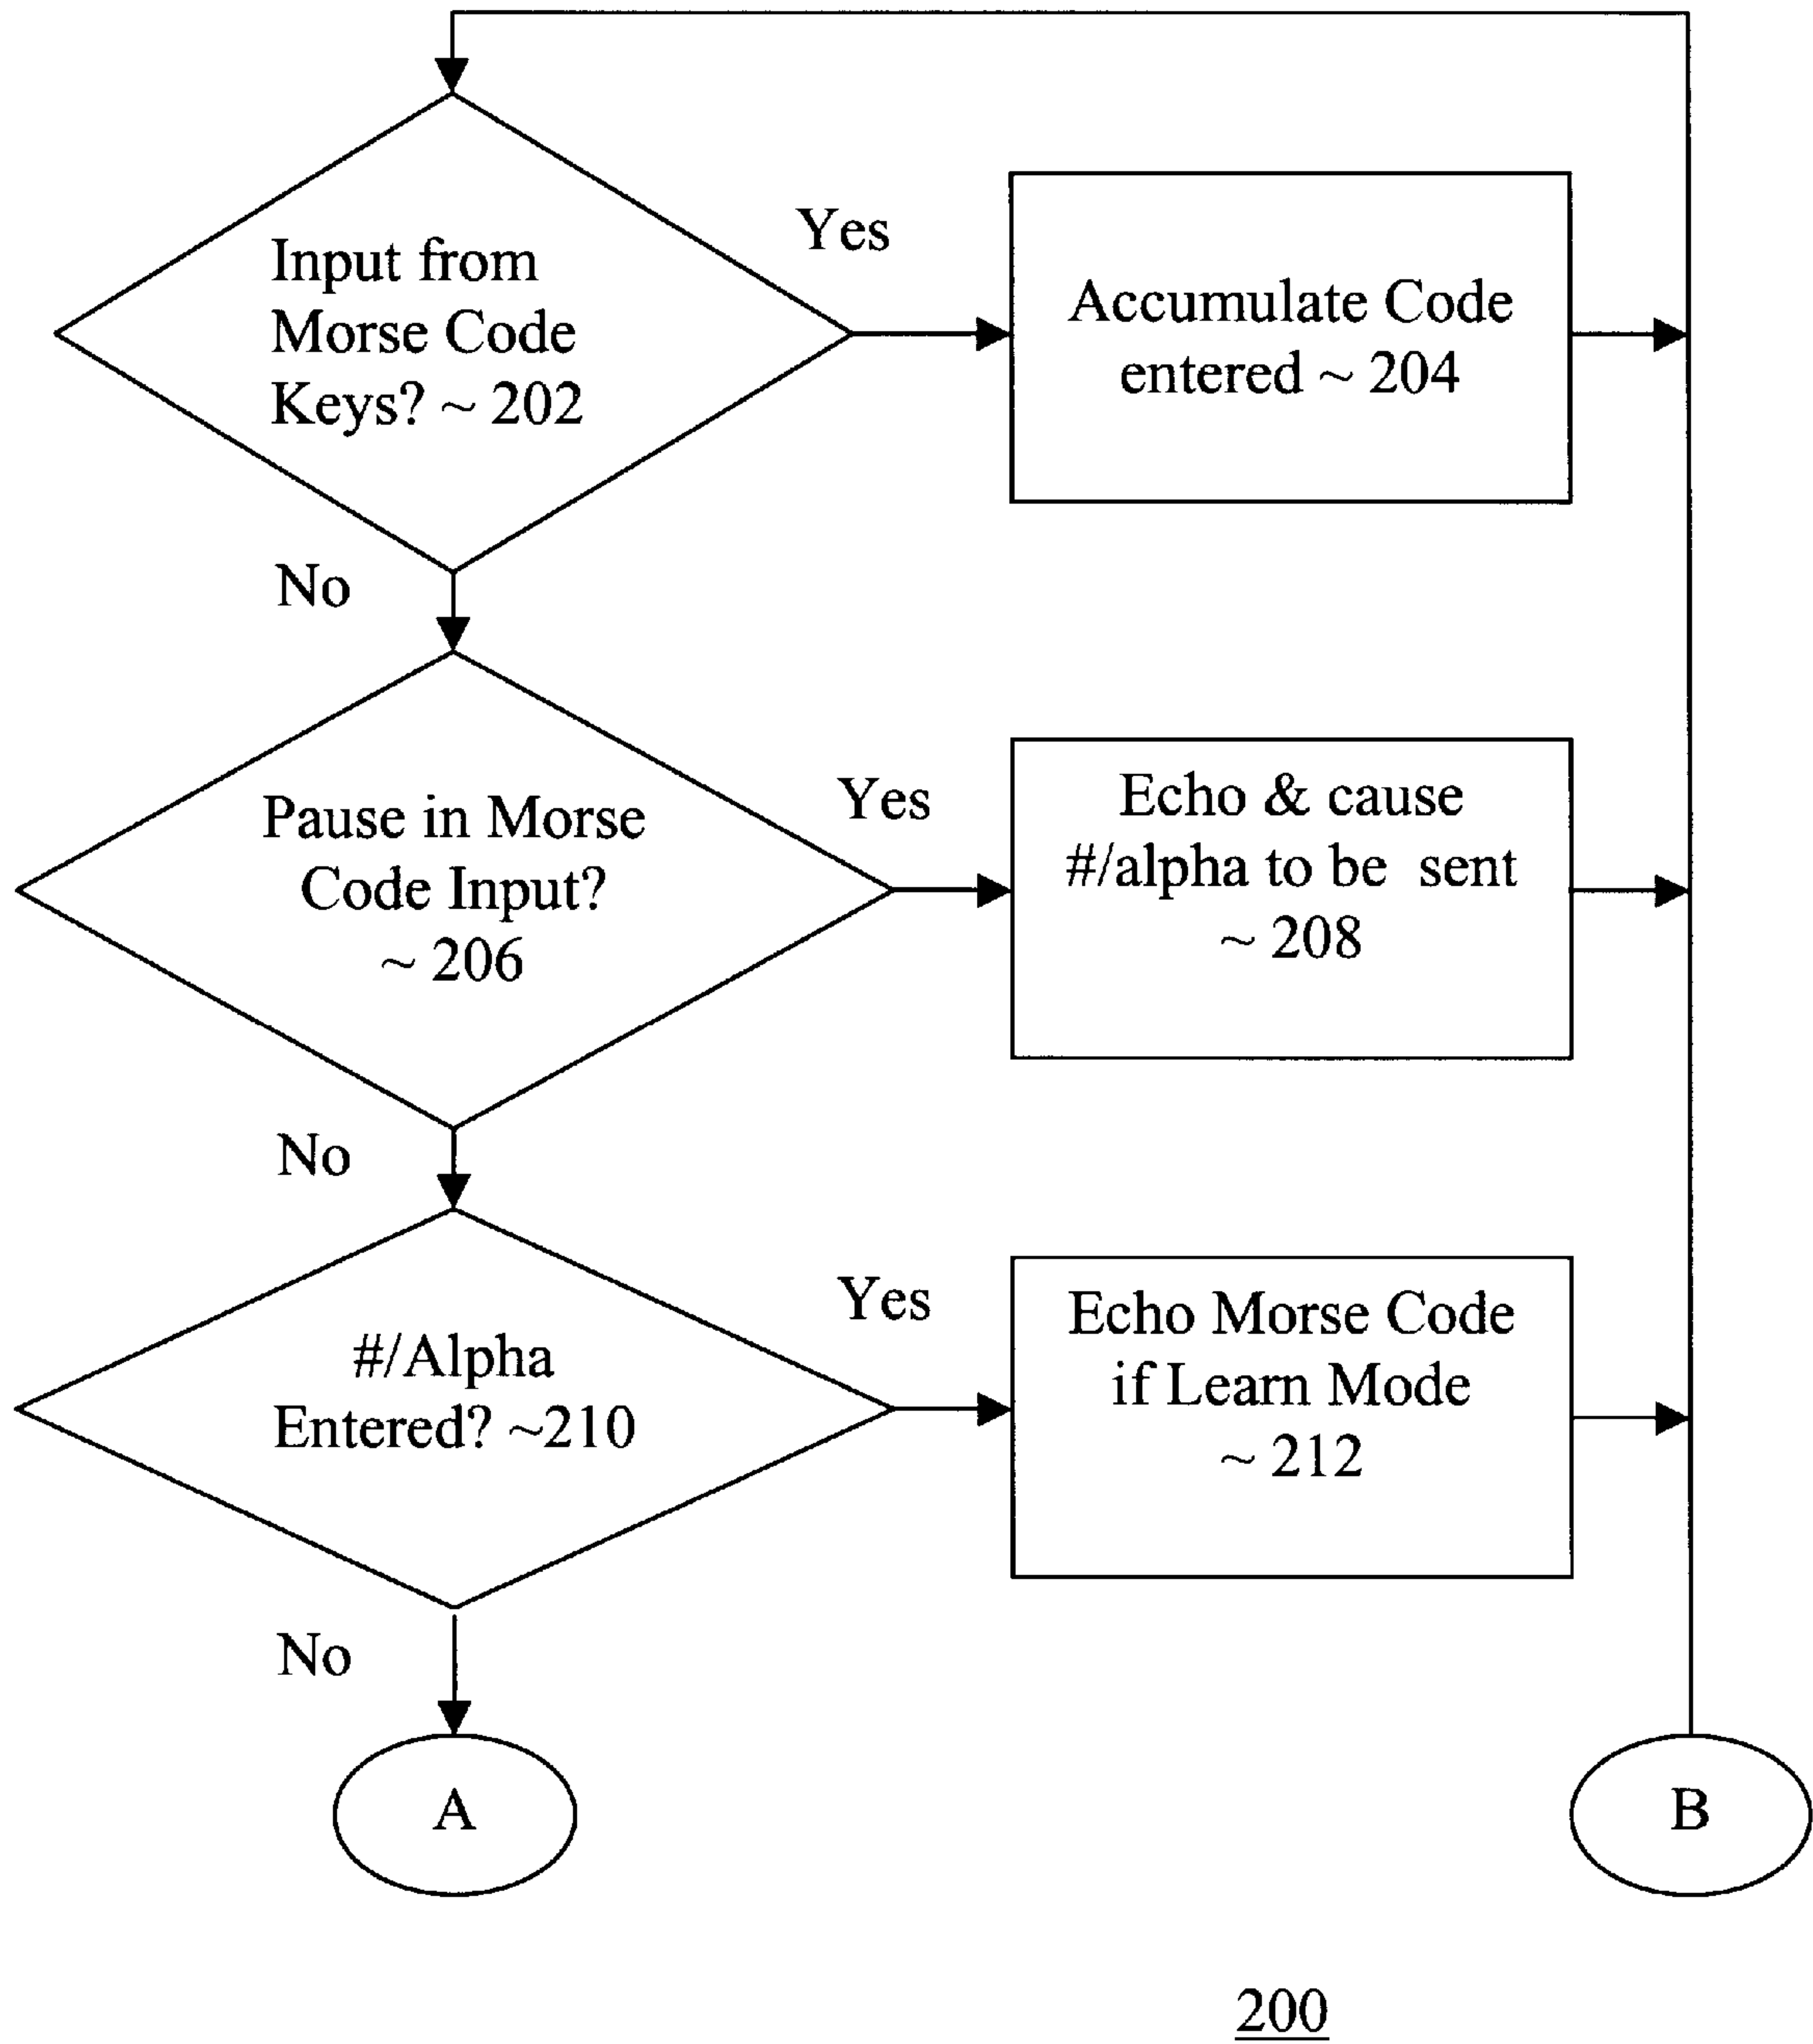 Input from
Morse Code
Keys? ~ 202
Yes
Accumulate Code
entered ~ 204
No
Pause in Morse
Code Input?
~ 206
Yes
Echo & cause
#/alpha to be sent
~ 208
No
#/Alpha
Entered? ~210
Yes
Echo Morse Code
if Learn Mode
~ 212
No
A
B
200